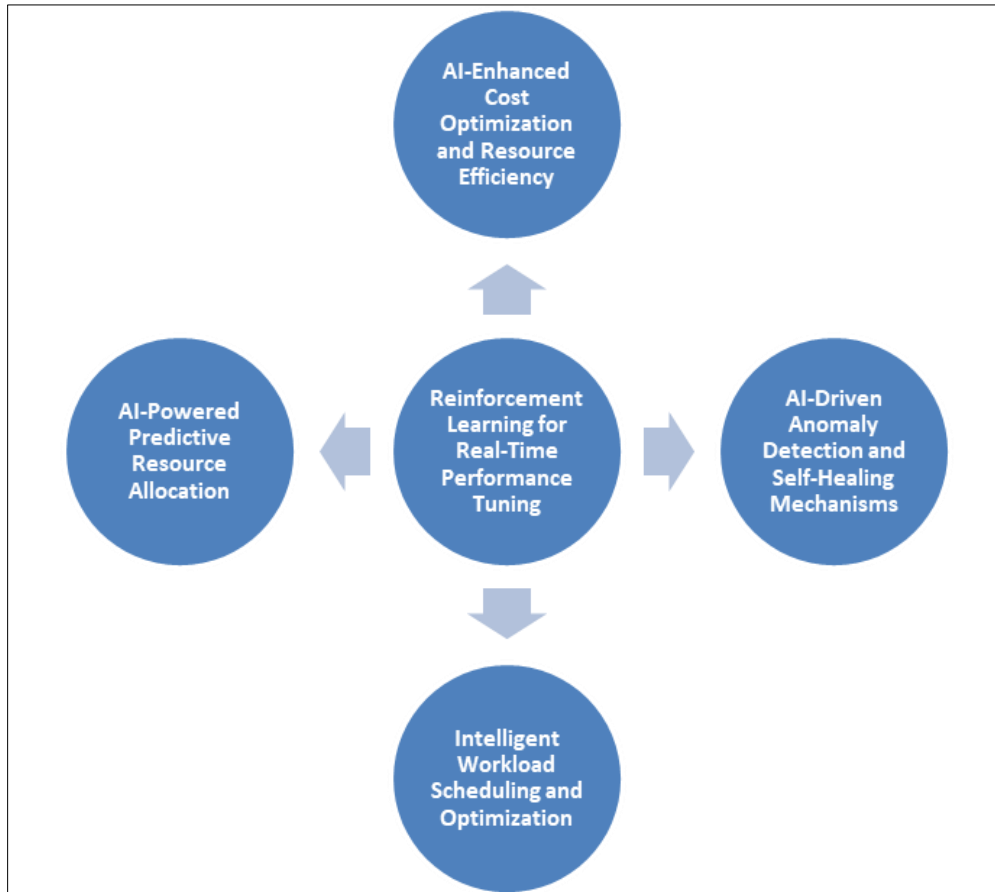 AI-Enhanced
Cost
Optimization
and Resource
Efficiency
AI-Powered
Predictive
Resource
Allocation
Reinforcement
Learning for
Real-Time
Performance
Tuning
AI-Driven
Anomaly
Detection and
Self-Healing
Mechanisms
Intelligent
Workload
Scheduling and
Optimization